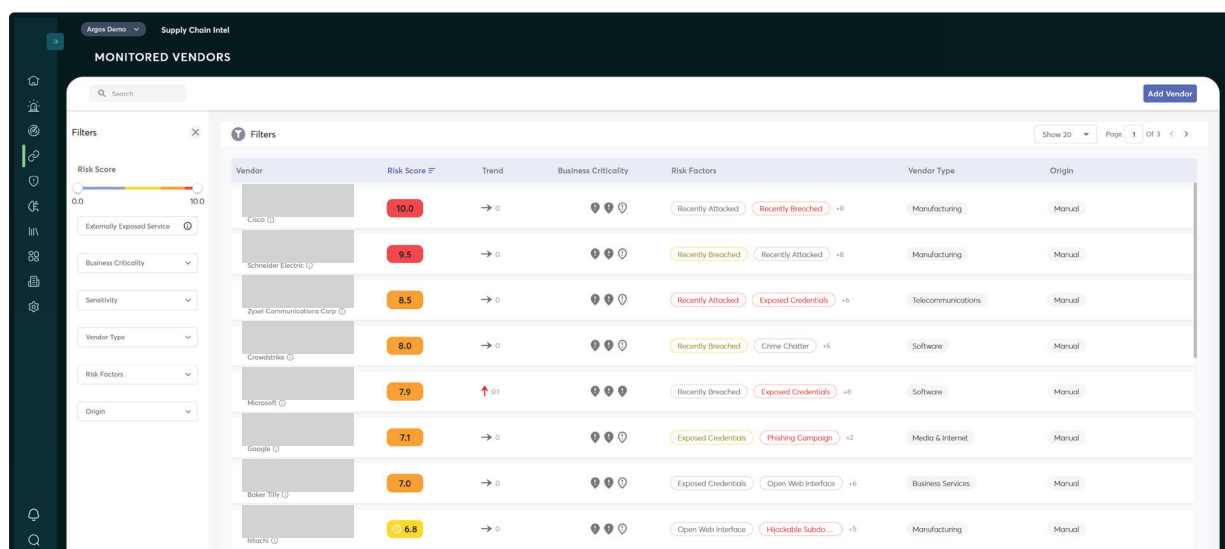 Argos Demo Supply Chain Intel
MONITORED VENDORS
Search
Add Vendor
Filters
Risk Score
0.0 10.0
Externally Exposed Service
Business Criticality
Sensitivity
Vendor Type
Risk Factors
Origin
Filters
Show 20 Page 1 Of 3
Vendor Risk Score Trend Business Criticality Risk Factors Vendor Type Origin
Cisco 10.0 0 Recently Attacked Recently Breached +8 Manufacturing Manual
Schneider Electric 9.5 0 Recently Breached Recently Attacked +8 Manufacturing Manual
Zyxel Communications Corp 8.5 0 Recently Attacked Exposed Credentials +6 Telecommunications Manual
Crowdstrike 8.0 0 Recently Breached Crime Chatter +6 Software Manual
Microsoft 7.9 0.1 Recently Breached Exposed Credentials +8 Software Manual
Google 7.1 0 Exposed Credentials Phishing Campaign +2 Media & Internet Manual
Baker Tilly 7.0 0 Exposed Credentials Open Web Interface +6 Business Services Manual
hitachi 6.8 0 Open Web Interface Hijackable Subdo... +5 Manufacturing Manual